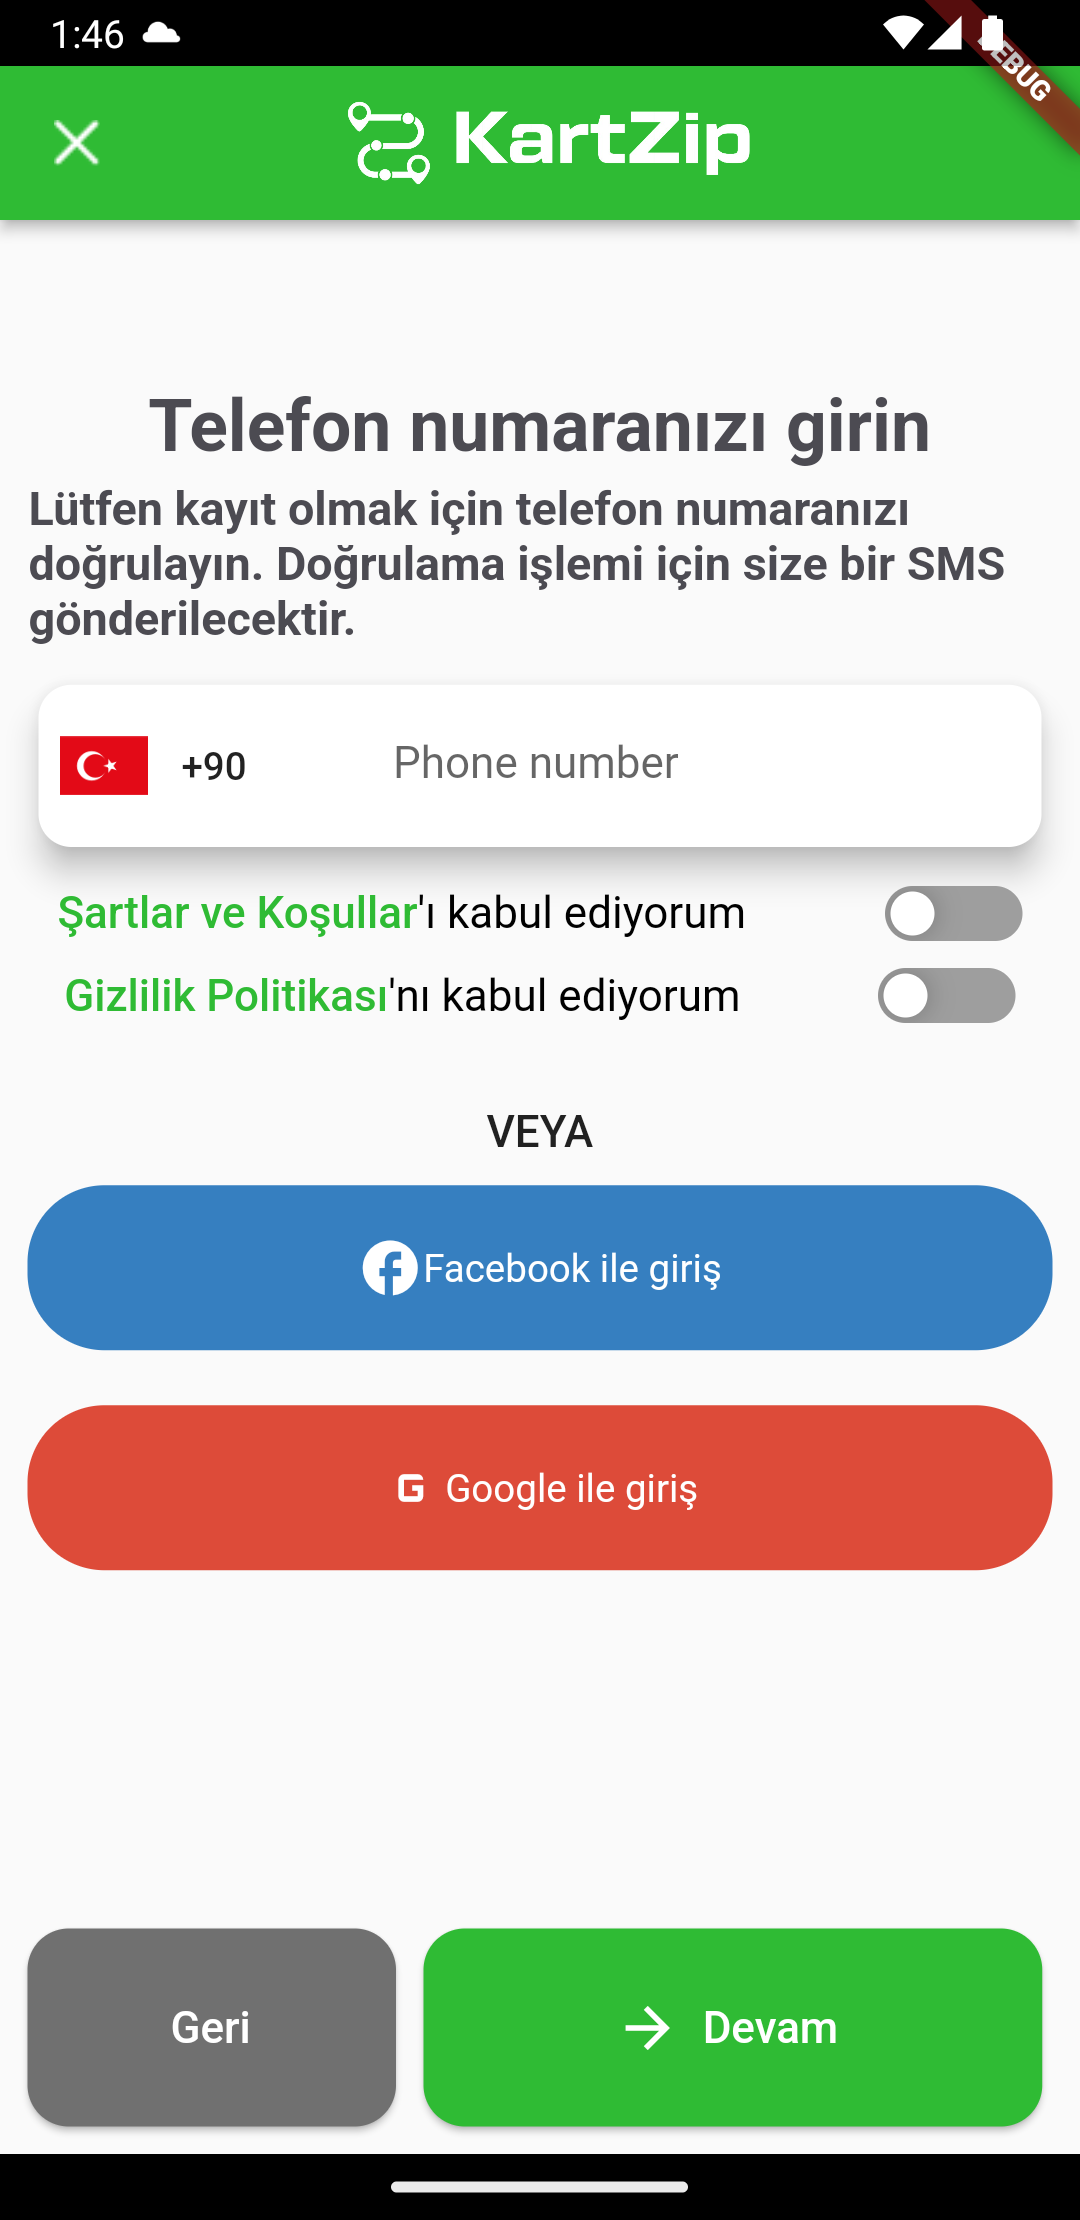 1:46
DEBUG
KartZip
Telefon numaranızı girin
Lütfen kayıt olmak için telefon numaranızı
doğrulayın. Doğrulama işlemi için size bir SMS
gönderilecektir.
+90 Phone number
Şartlar ve Koşullar'ı kabul ediyorum
Gizlilik Politikası'nı kabul ediyorum
VEYA
Facebook ile giriş
G Google ile giriş
Geri
Devam